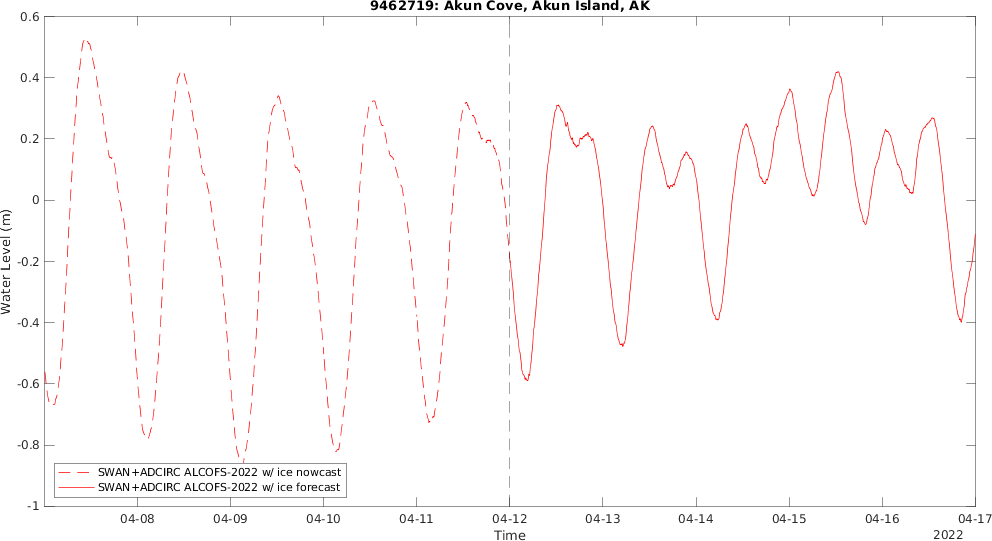 9462719: Akun Cove, Akun Island, AK
0.6
0.4
0.2
0
-0.2
-0.4
-0.6
-0.8
-1
Water Level (m)
SWAN+ADCIRC ALCOFS-2022 w/ ice nowcast
SWAN+ADCIRC ALCOFS-2022 w/ ice forecast
04-08 04-09 04-10 04-11 04-12 04-13 04-14 04-15 04-16 04-17
Time
2022